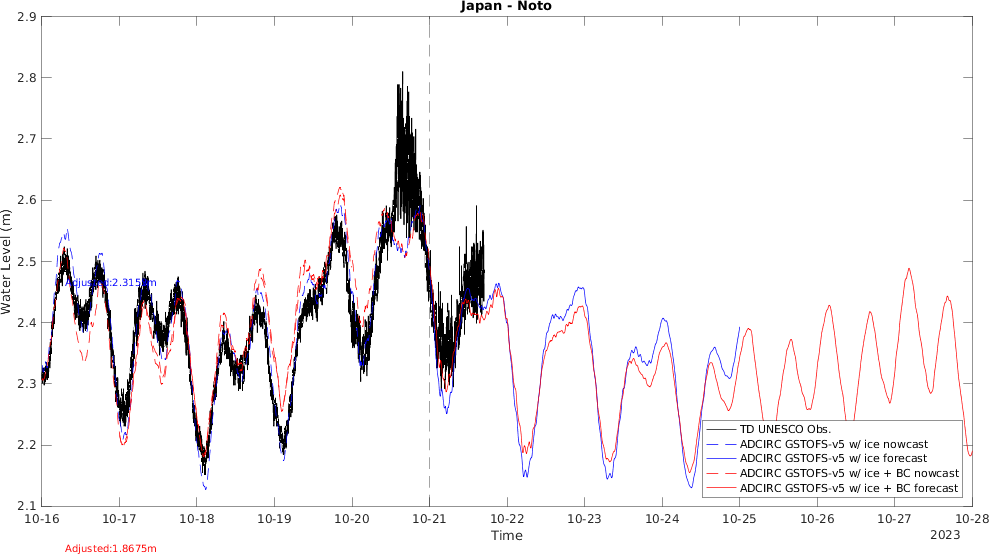 Japan - Noto
2.9
2.8
2.7
2.6
2.5
2.4
2.3
2.2
2.1
Water Level (m)
Adjusted:2.315m
TD UNESCO Obs.
ADCIRC GSTOFS-v5 w/ ice nowcast
ADCIRC GSTOFS-v5 w/ ice forecast
ADCIRC GSTOFS-v5 w/ ice + BC nowcast
ADCIRC GSTOFS-v5 w/ ice + BC forecast
10-16 10-17 10-18 10-19 10-20 10-21 10-22 10-23 10-24 10-25 10-26 10-27 10-28
Time
2023
Adjusted:1.8675m